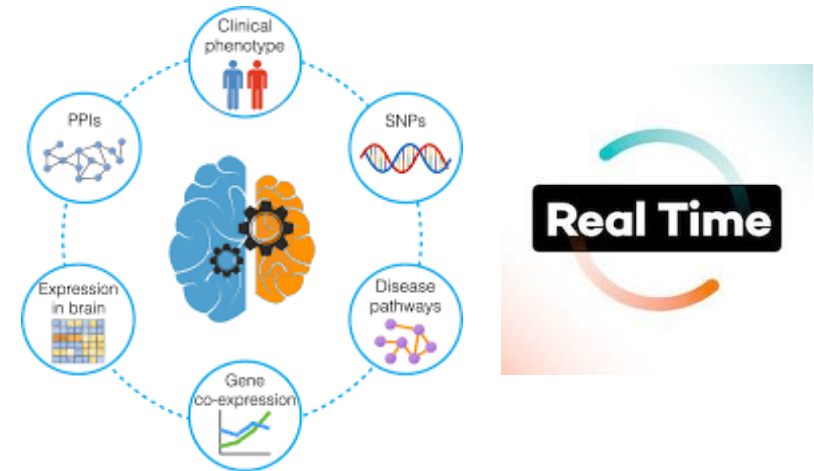 Clinical
phenotype
PPIs
SNPs
Expression
in brain
Disease
pathways
Gene
co-expression
Real Time